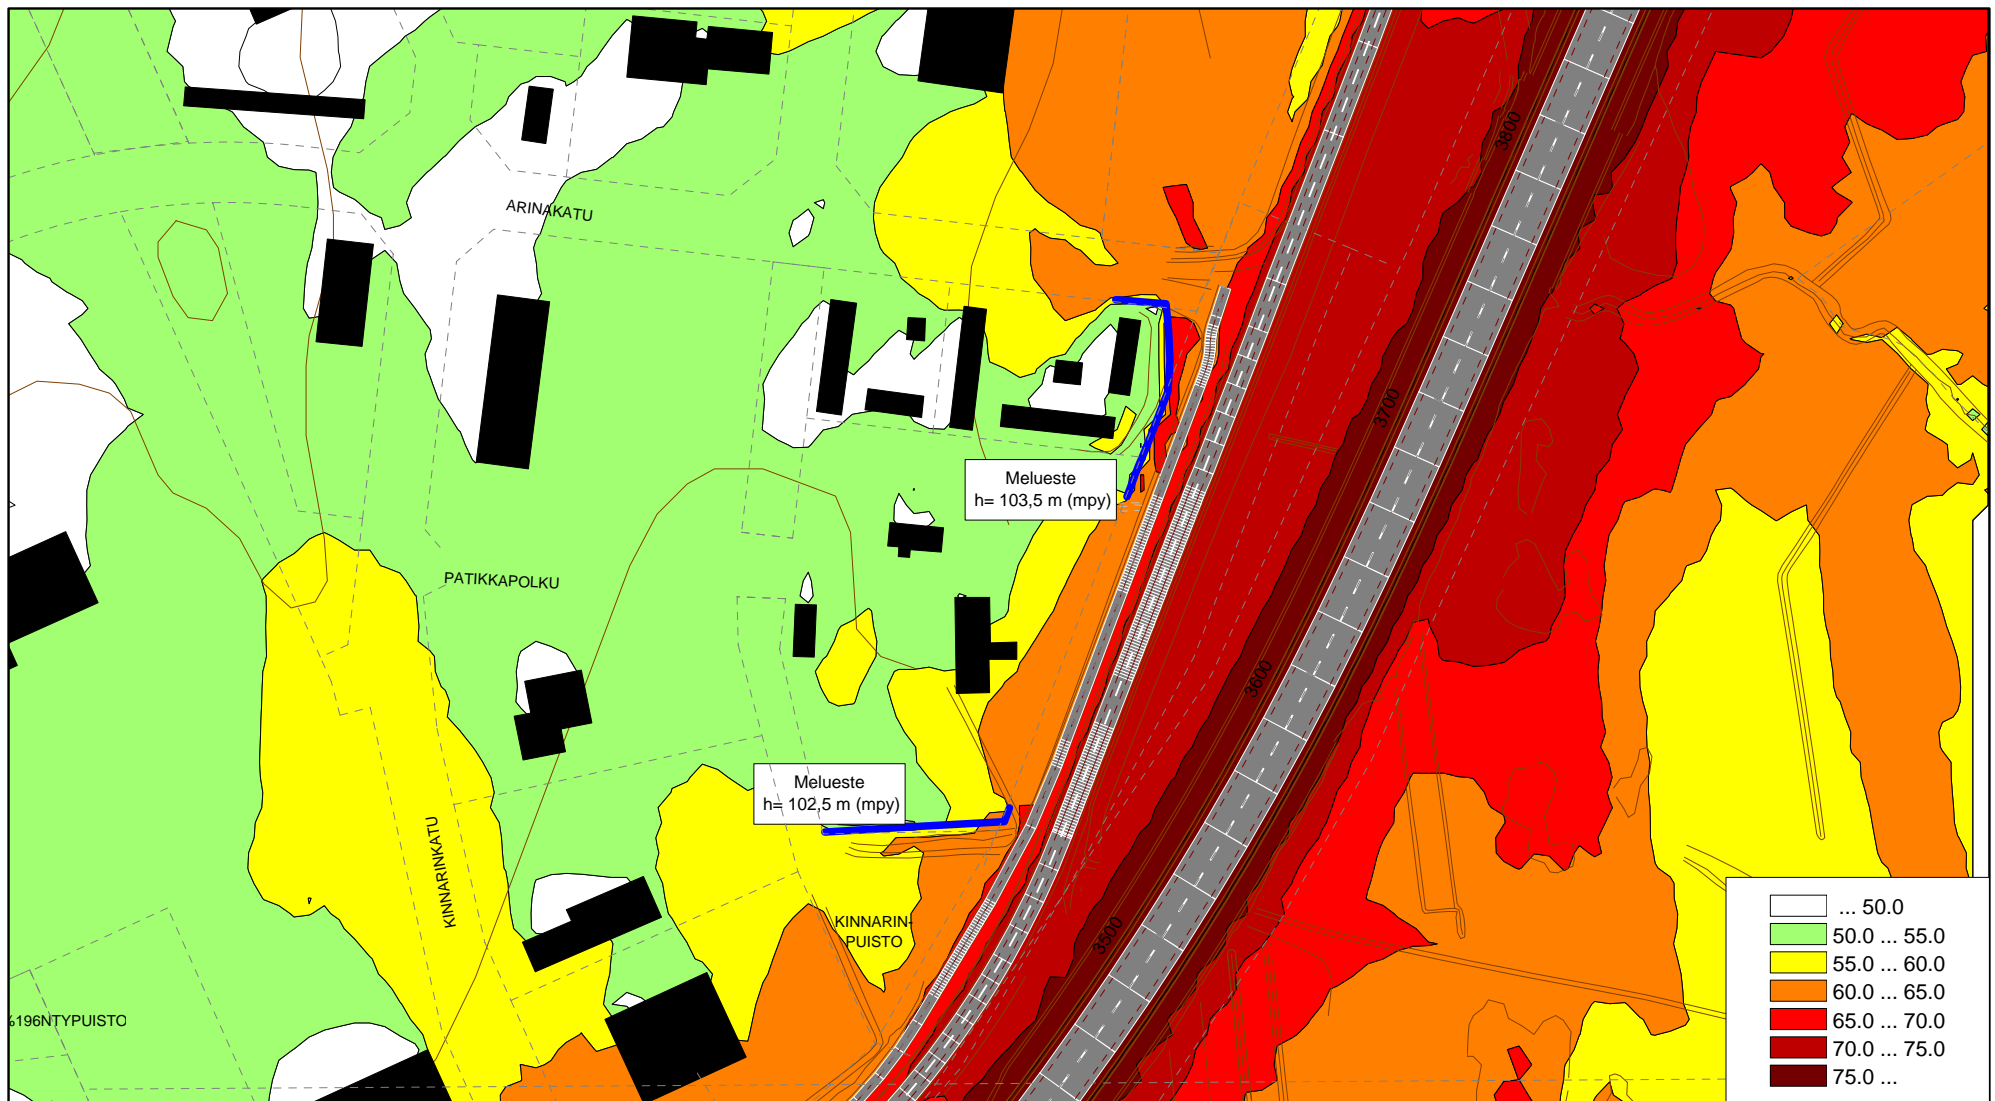 3800
ARINAKATU
3700
Melueste
h= 103,5 m (mpy)
PATIKKAPOLKU
3600
Melueste
h= 102,5 m (mpy)
KINNARINKATU
KINNARIN-
PUISTO
3500
%196NTYPUISTO
... 50.0
50.0 ... 55.0
55.0 ... 60.0
60.0 ... 65.0
65.0 ... 70.0
70.0 ... 75.0
75.0 ...